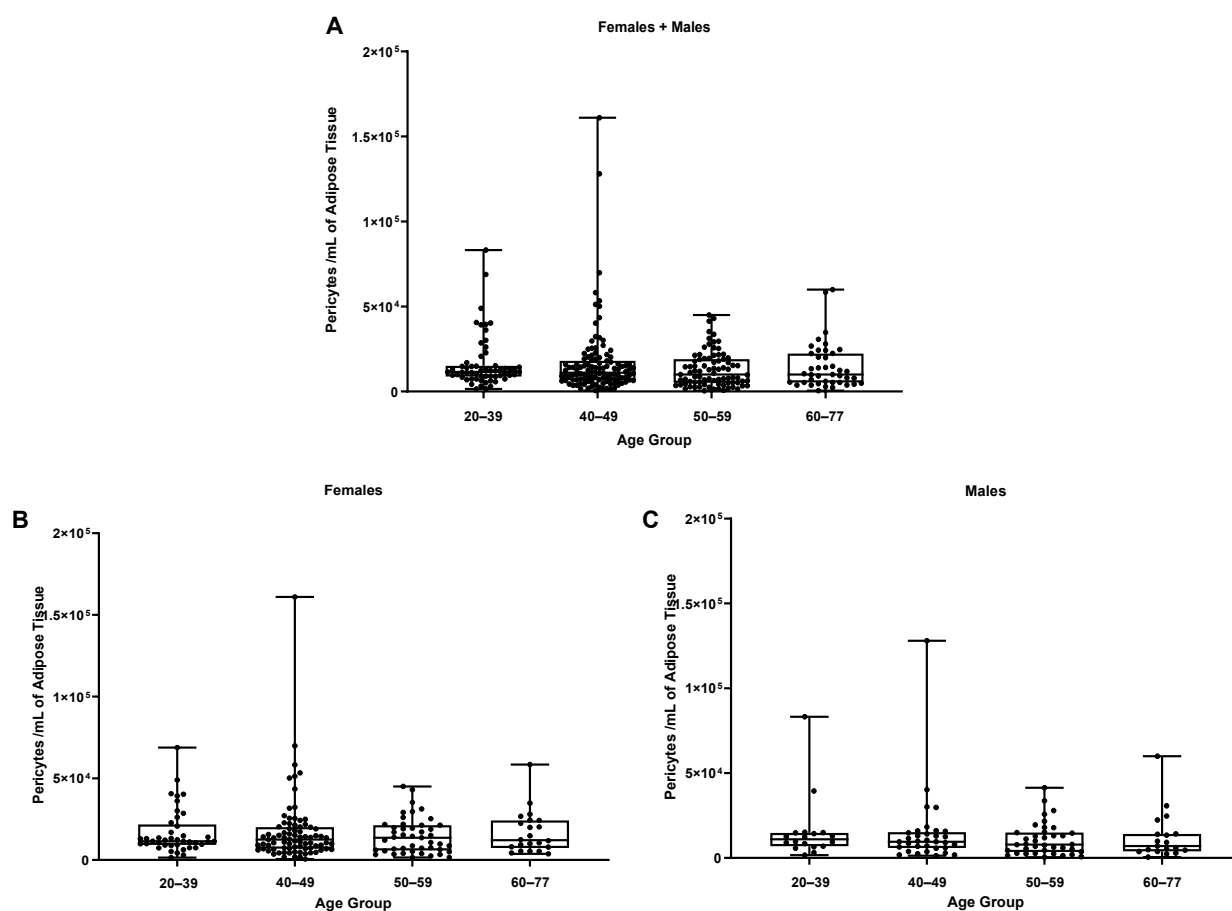 A
Females + Males
Pericytes /mL of Adipose Tissue
2×10⁵
1.5×10⁵
1×10⁵
5×10⁴
0
20–39 40–49 50–59 60–77
Age Group
B
Females
Pericytes /mL of Adipose Tissue
2×10⁵
1.5×10⁵
1×10⁵
5×10⁴
0
20–39 40–49 50–59 60–77
Age Group
C
Males
Pericytes /mL of Adipose Tissue
2×10⁵
1.5×10⁵
1×10⁵
5×10⁴
0
20–39 40–49 50–59 60–77
Age Group